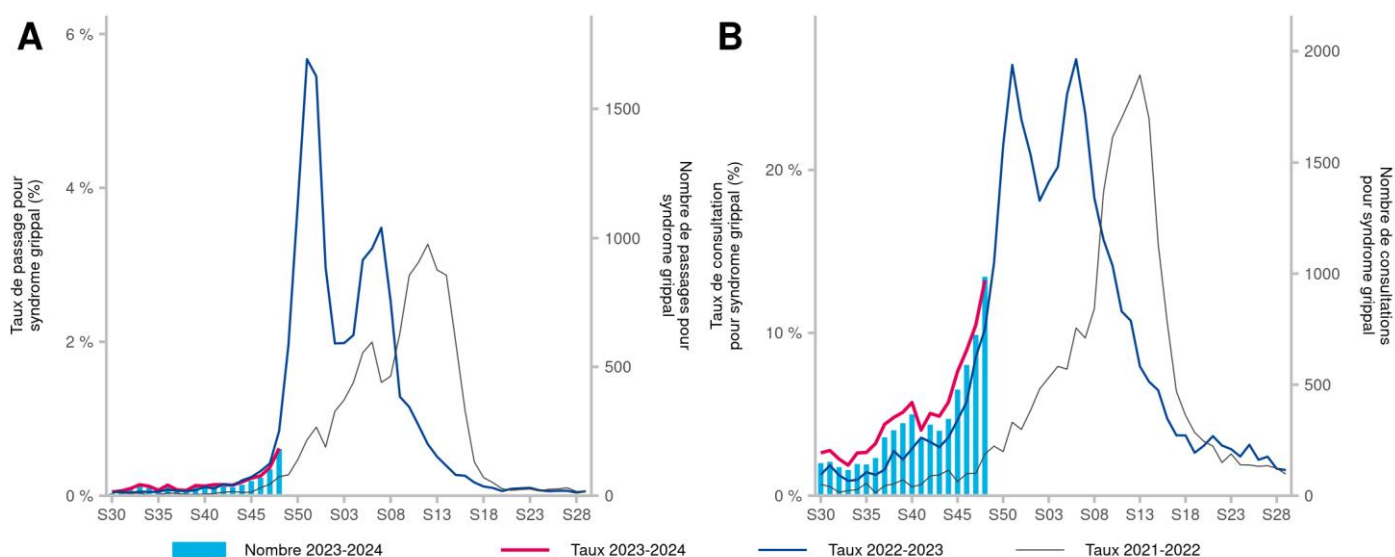 A
B
6 %
4 %
2 %
0 %
Taux de passage pour
syndrome grippal (%)
1500
1000
500
0
Nombre de passages pour
syndrome grippal
S30 S35 S40 S45 S50 S03 S08 S13 S18 S23 S28
20 %
10 %
0 %
Taux de consultation
pour syndrome grippal (%)
2000
1500
1000
500
0
Nombre de consultations
pour syndrome grippal
S30 S35 S40 S45 S50 S03 S08 S13 S18 S23 S28
Nombre 2023-2024
Taux 2023-2024
Taux 2022-2023
Taux 2021-2022